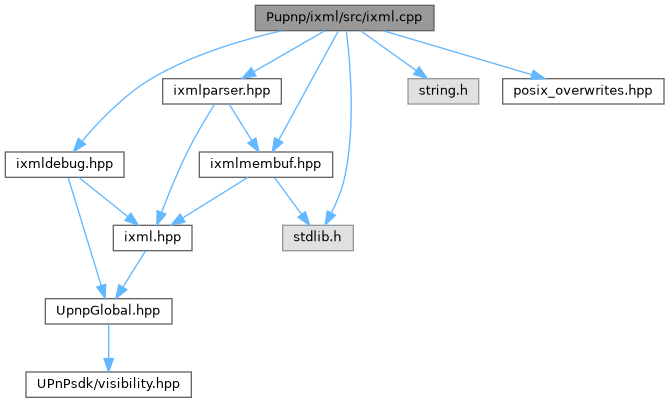 Pupnp/ixml/src/ixml.cpp
ixmlparser.hpp
string.h
posix_overwrites.hpp
ixmldebug.hpp
ixmlmembuf.hpp
ixml.hpp
stdlib.h
UpnpGlobal.hpp
UPnPsdk/visibility.hpp